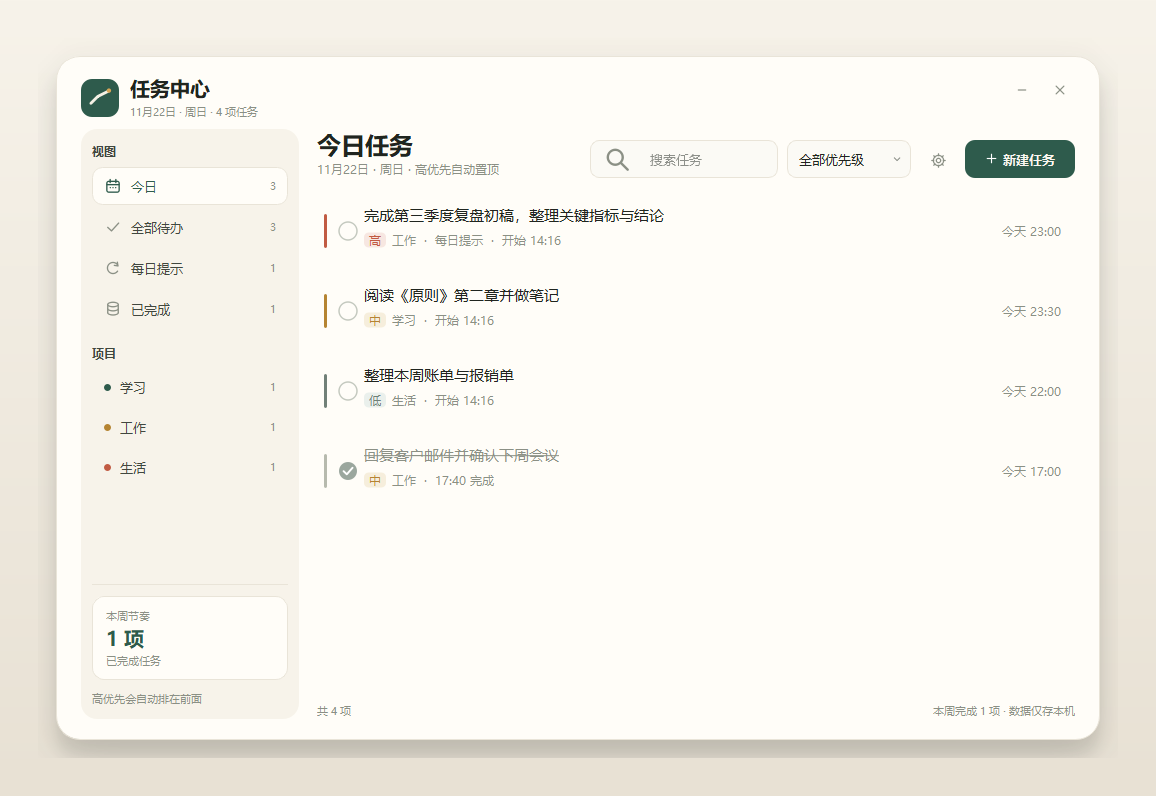 任务中心
11月22日 · 周日 · 4 项任务
视图
今日 3
全部待办 3
每日提示 1
已完成 1
项目
学习 1
工作 1
生活 1
本周节奏
1 项
已完成任务
高优先会自动排在前面
今日任务
11月22日 · 周日 · 高优先自动置顶
搜索任务
全部优先级
+ 新建任务
完成第三季度复盘初稿，整理关键指标与结论
高 工作 · 每日提示 · 开始 14:16
今天 23:00
阅读《原则》第二章并做笔记
中 学习 · 开始 14:16
今天 23:30
整理本周账单与报销单
低 生活 · 开始 14:16
今天 22:00
回复客户邮件并确认下周会议
中 工作 · 17:40 完成
今天 17:00
共 4 项
本周完成 1 项 · 数据仅存本机